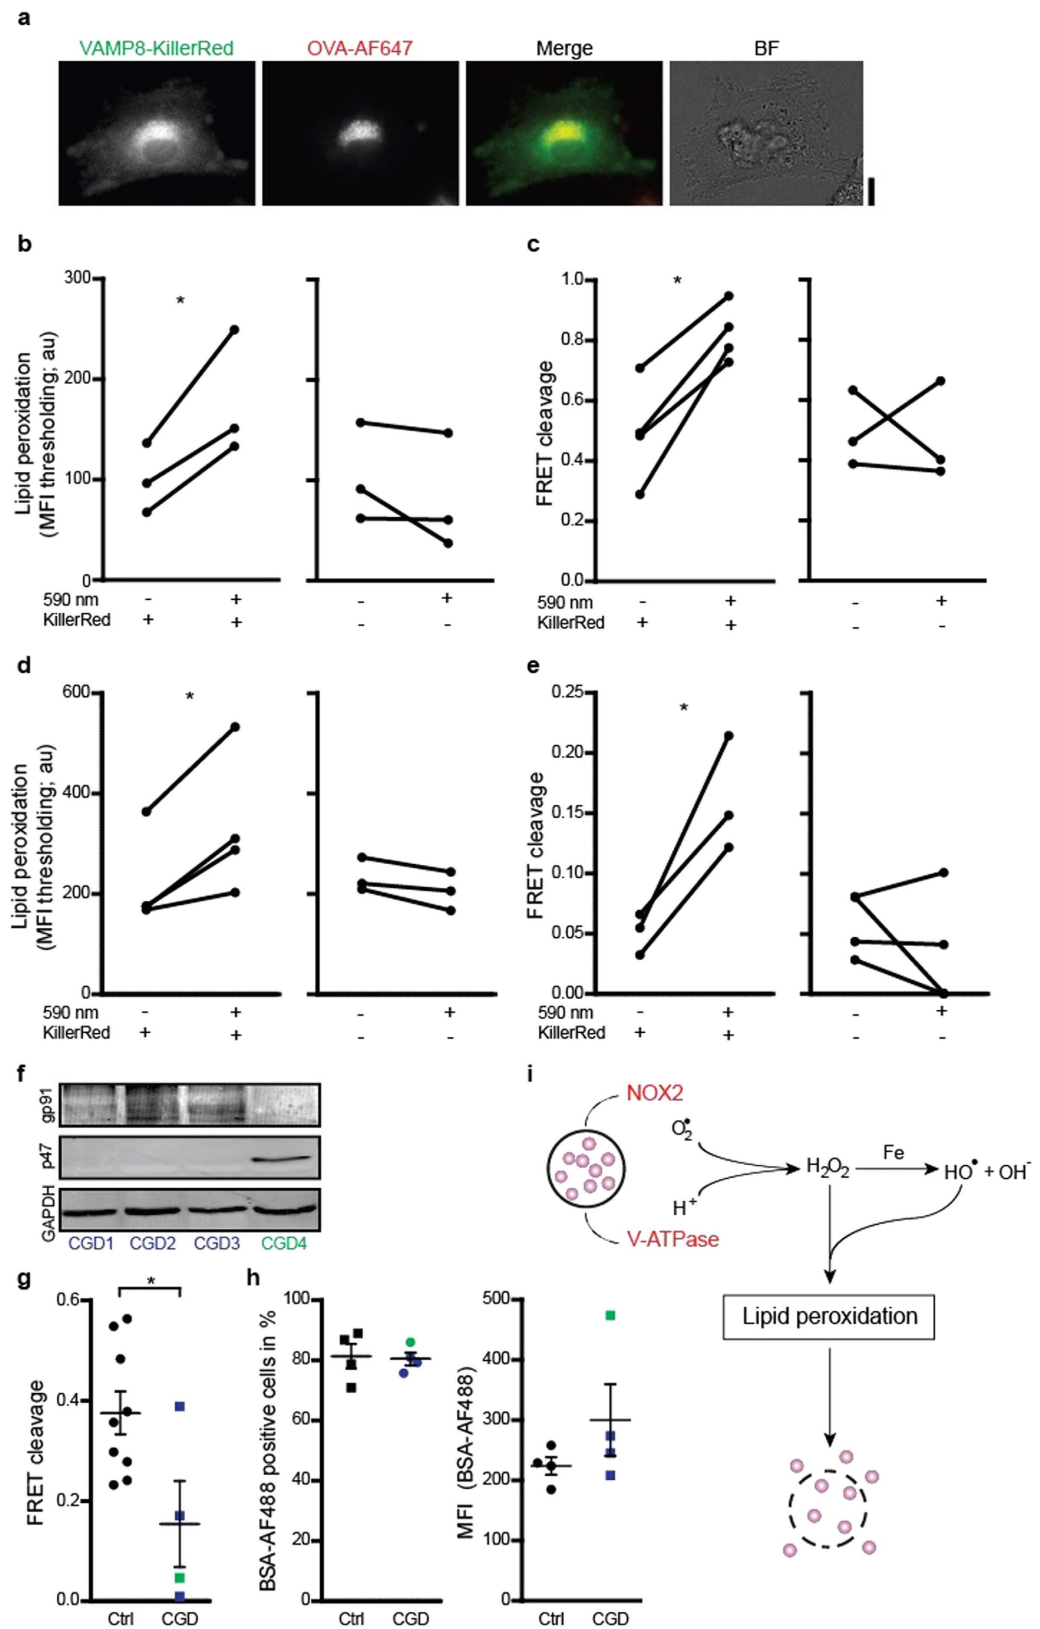 a
VAMP8-KillerRed OVA-AF647 Merge BF
b
Lipid peroxidation
(MFI thresholding; au)
300
200
100
0
*
590 nm - + - +
KillerRed + + - -
c
FRET cleavage
1.0
0.8
0.6
0.4
0.2
0.0
*
590 nm - + - +
KillerRed + + - -
d
Lipid peroxidation
(MFI thresholding; au)
600
400
200
0
*
590 nm - + - +
KillerRed + + - -
e
FRET cleavage
0.25
0.20
0.15
0.10
0.05
0.00
*
590 nm - + - +
KillerRed + + - -
f
gp91
p47
GAPDH
CGD1 CGD2 CGD3 CGD4
g
FRET cleavage
0.6
0.4
0.2
0.0
*
Ctrl CGD
h
BSA-AF488 positive cells in %
100
80
60
40
20
0
Ctrl CGD
MFI (BSA-AF488)
500
400
300
200
100
0
Ctrl CGD
i
NOX2
O₂•
H⁺
V-ATPase
H₂O₂
Fe
HO• + OH⁻
Lipid peroxidation